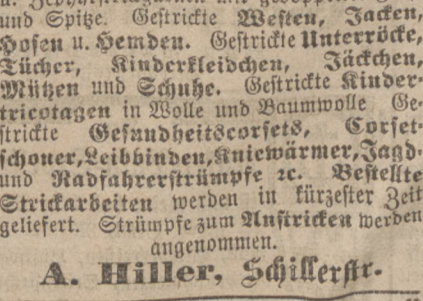 und Spitze. Gestrickte Westen, Jacken,
Hosen u. Hemden. Gestrickte Unterröcke,
Tücher, Kinderkleidchen, Jäckchen,
Mützen und Schuhe. Gestrickte Kinder-
tricotagen in Wolle und Baumwolle Ge-
strickte Gesundheitscorsets, Corset-
schoner, Leibbinden, Kniewärmer, Jagd-
und Radfahrerstrümpfe ꝛc. Bestellte
Strickarbeiten werden in kürzester Zeit
geliefert. Strümpfe zum Anstricken werden
angenommen.
A. Hiller, Schillerstr.